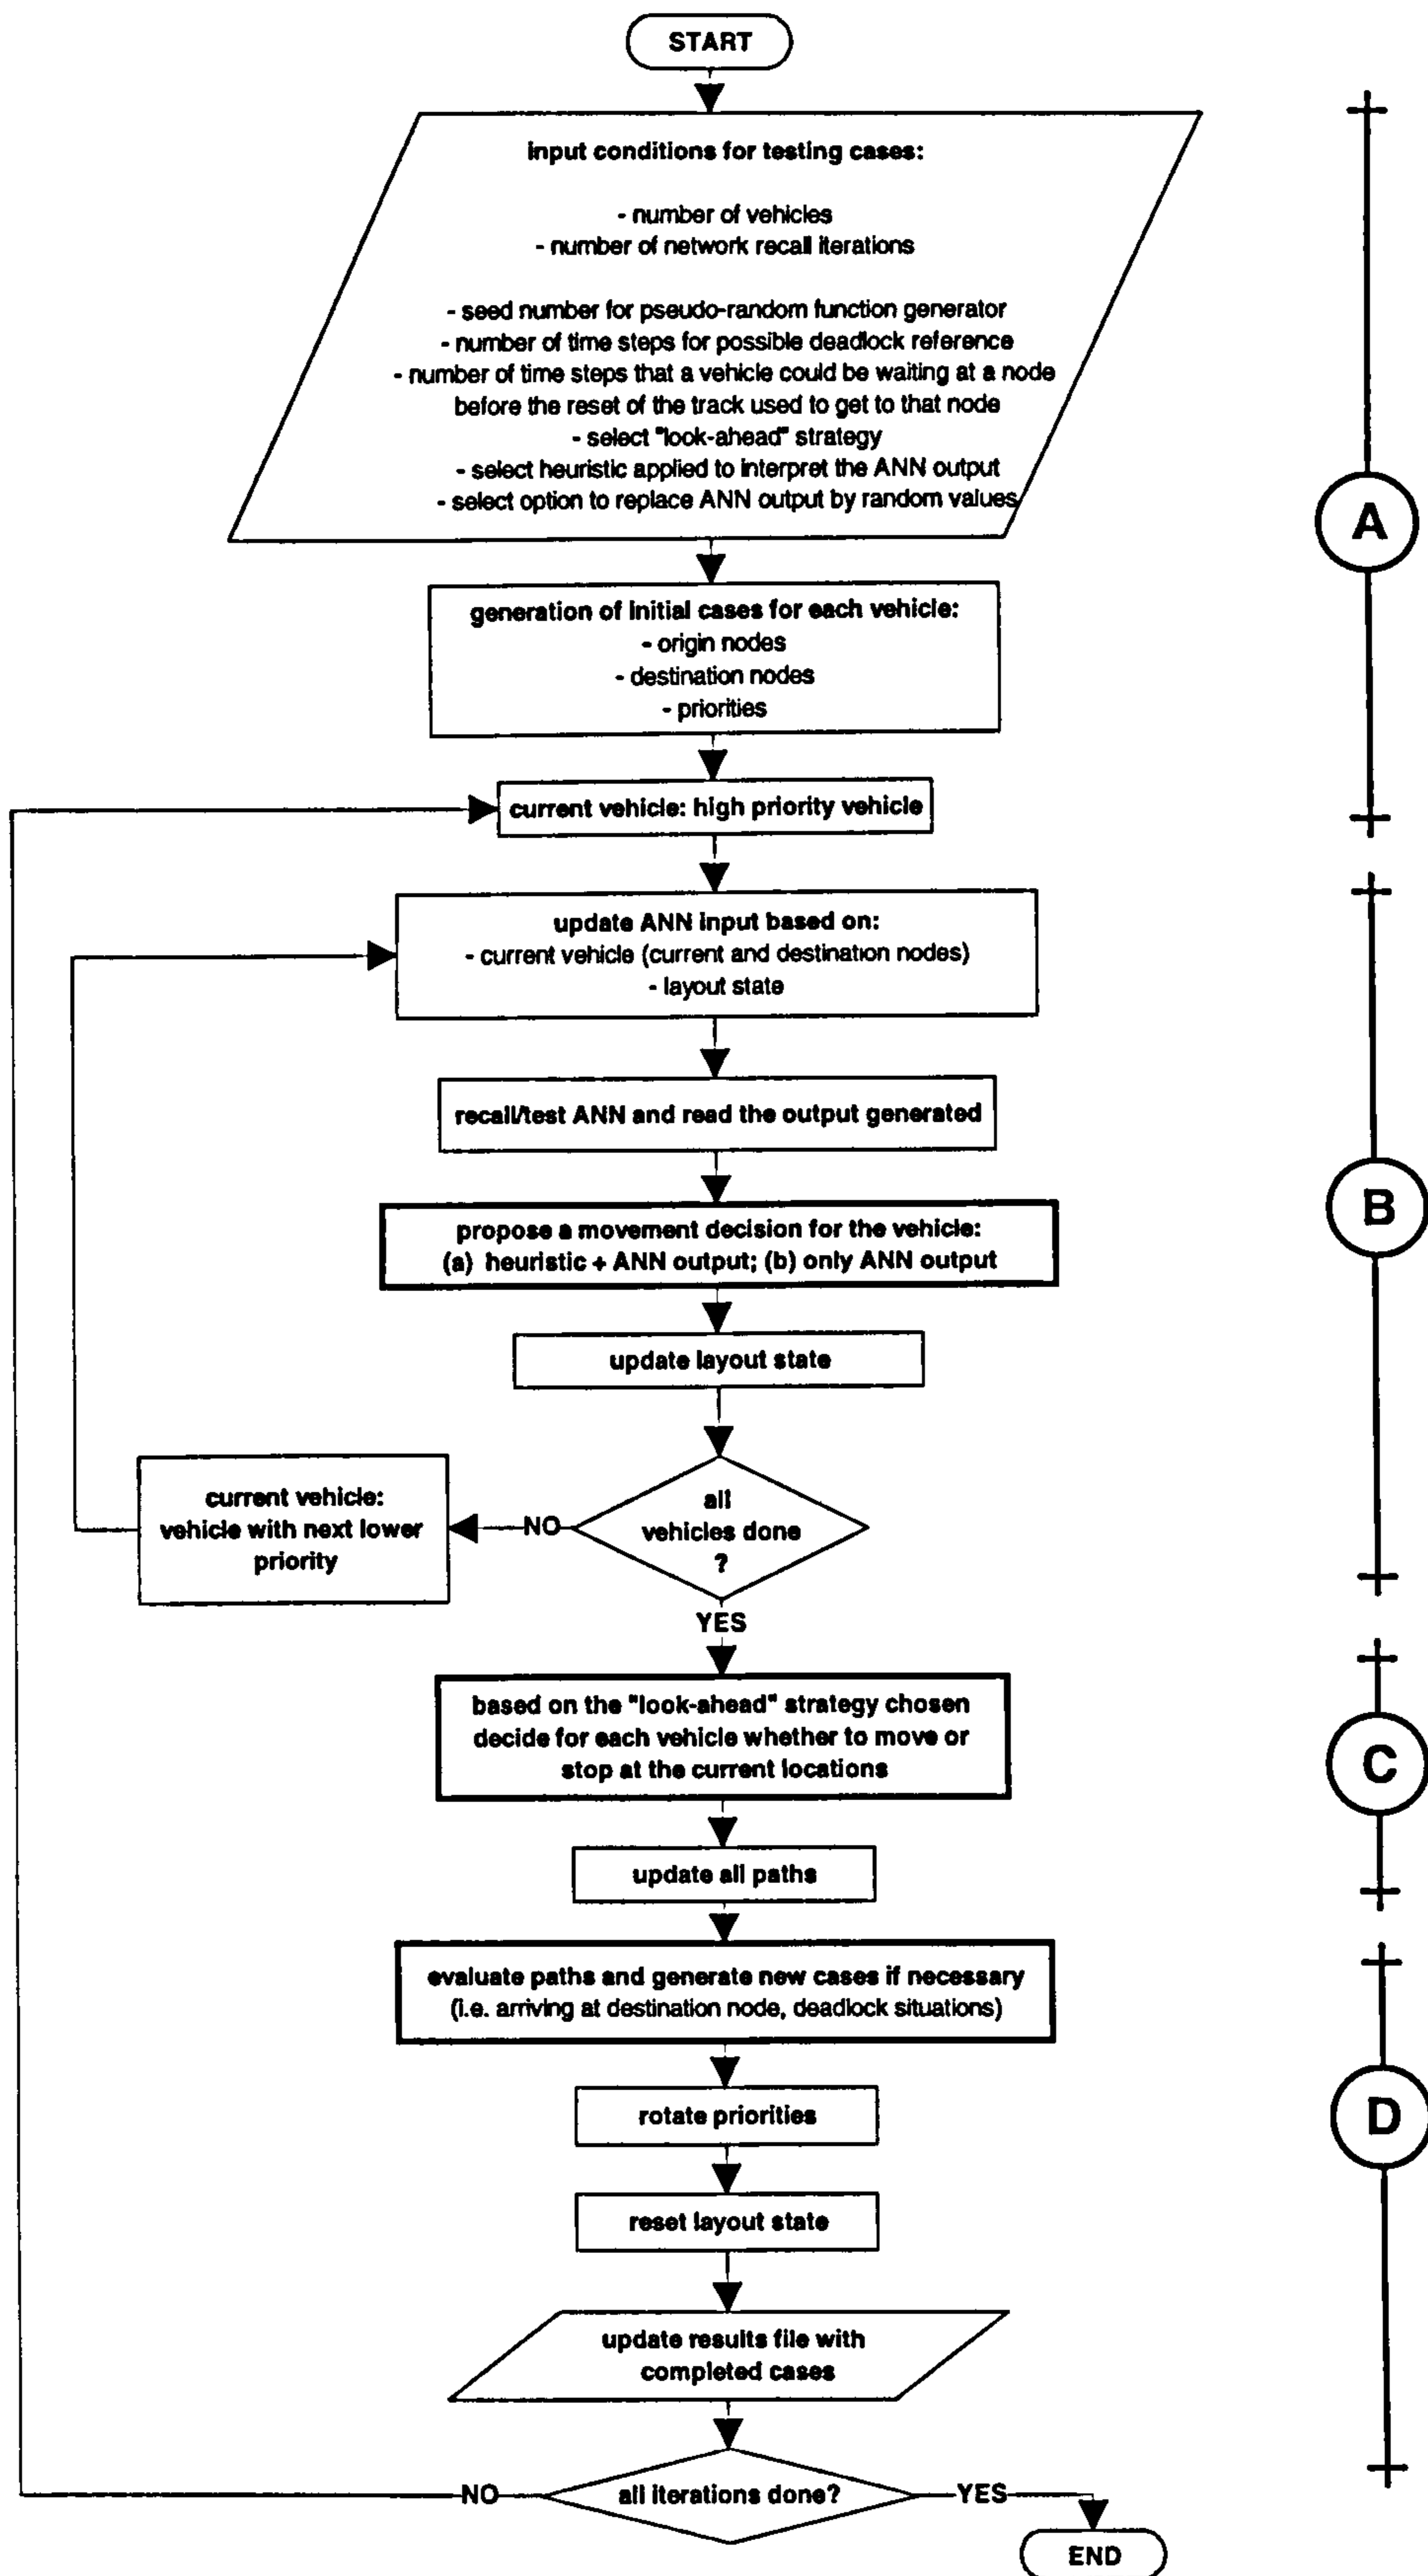 START
input conditions for testing cases:
- number of vehicles
- number of network recall iterations
- seed number for pseudo-random function generator
- number of time steps for possible deadlock reference
- number of time steps that a vehicle could be waiting at a node
before the reset of the track used to get to that node
- select "look-ahead" strategy
- select heuristic applied to interpret the ANN output
- select option to replace ANN output by random values
A
generation of initial cases for each vehicle:
- origin nodes
- destination nodes
- priorities
current vehicle: high priority vehicle
update ANN input based on:
- current vehicle (current and destination nodes)
- layout state
recall/test ANN and read the output generated
B
propose a movement decision for the vehicle:
(a) heuristic + ANN output; (b) only ANN output
update layout state
all
vehicles done
?
NO
current vehicle:
vehicle with next lower
priority
YES
based on the "look-ahead" strategy chosen
decide for each vehicle whether to move or
stop at the current locations
C
update all paths
evaluate paths and generate new cases if necessary
(i.e. arriving at destination node, deadlock situations)
rotate priorities
D
reset layout state
update results file with
completed cases
NO
all iterations done?
YES
END